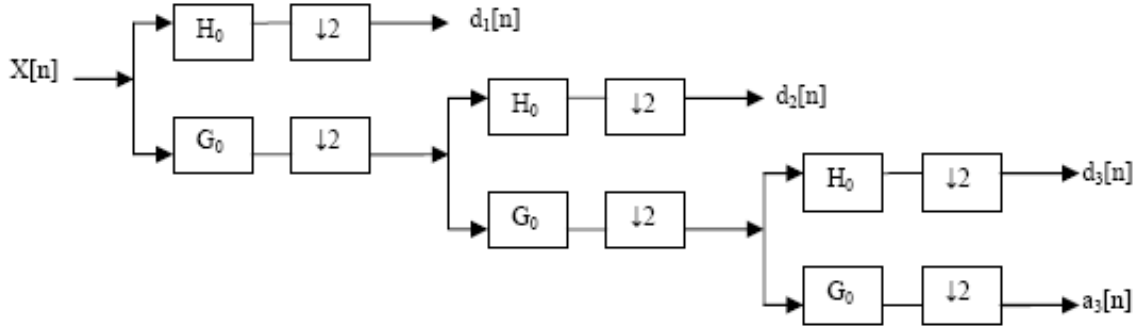 H₀ ↓2 d₁[n]
X[n]
G₀ ↓2 H₀ ↓2 d₂[n]
G₀ ↓2 H₀ ↓2 d₃[n]
G₀ ↓2 a₃[n]